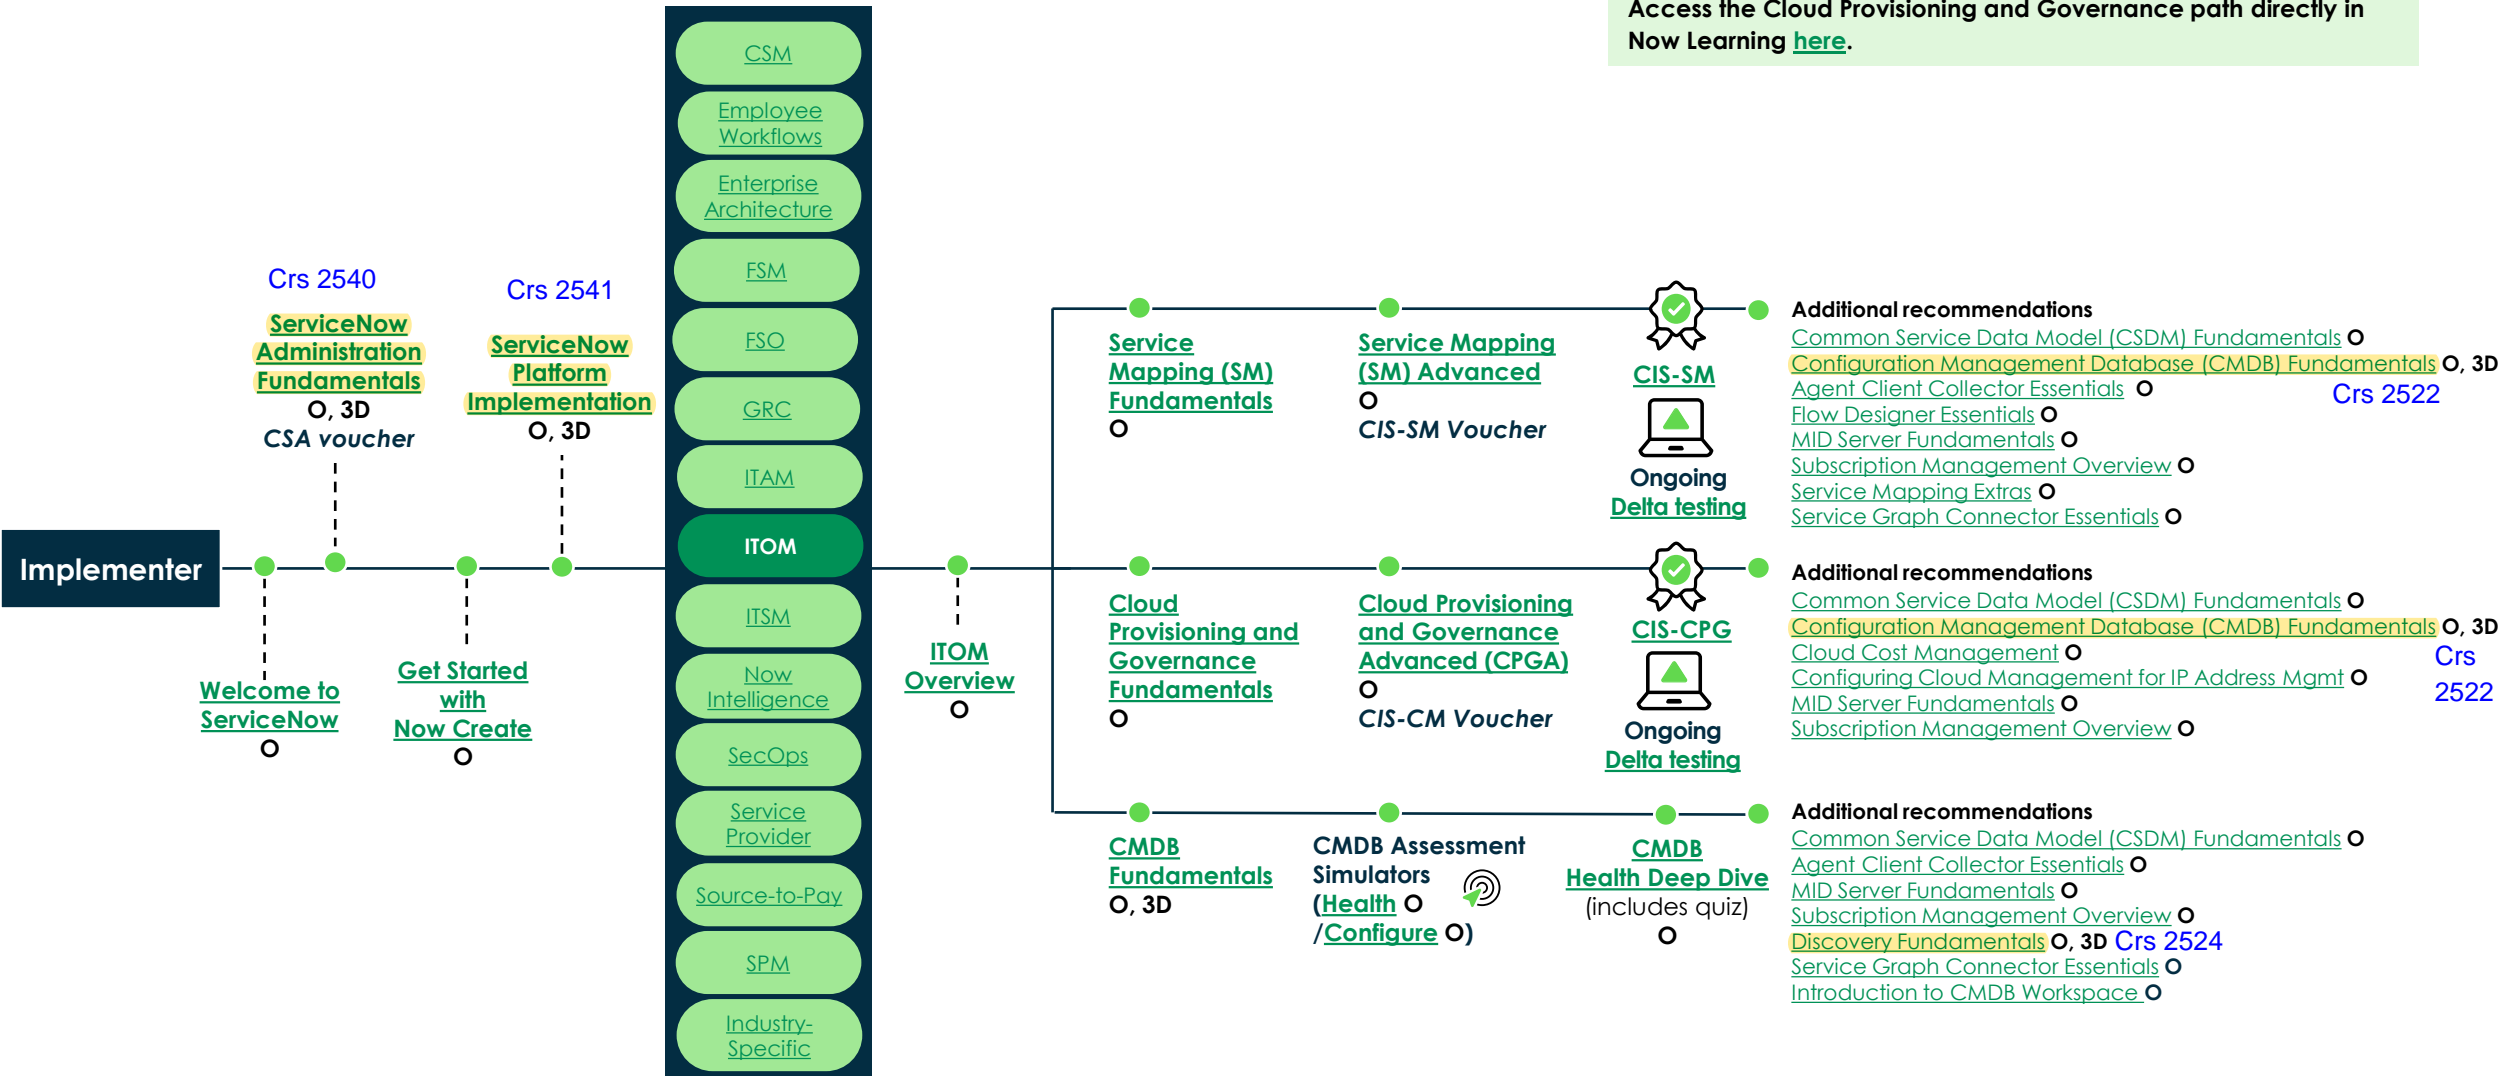 Access the Cloud Provisioning and Governance path directly in
Now Learning here.
Implementer
Crs 2540
ServiceNow
Administration
Fundamentals
O, 3D
CSA voucher
Crs 2541
ServiceNow
Platform
Implementation
O, 3D
Welcome to
ServiceNow
O
Get Started
with
Now Create
O
CSM
Employee
Workflows
Enterprise
Architecture
FSM
FSO
GRC
ITAM
ITOM
ITSM
Now
Intelligence
SecOps
Service
Provider
Source-to-Pay
SPM
Industry-
Specific
ITOM
Overview
O
Service
Mapping (SM)
Fundamentals
O
Service Mapping
(SM) Advanced
O
CIS-SM Voucher
CIS-SM
Ongoing
Delta testing
Additional recommendations
Common Service Data Model (CSDM) Fundamentals O
Configuration Management Database (CMDB) Fundamentals O, 3D
Agent Client Collector Essentials O
Crs 2522
Flow Designer Essentials O
MID Server Fundamentals O
Subscription Management Overview O
Service Mapping Extras O
Service Graph Connector Essentials O
Cloud
Provisioning and
Governance
Fundamentals
O
Cloud Provisioning
and Governance
Advanced (CPGA)
O
CIS-CM Voucher
CIS-CPG
Ongoing
Delta testing
Additional recommendations
Common Service Data Model (CSDM) Fundamentals O
Configuration Management Database (CMDB) Fundamentals O, 3D
Cloud Cost Management O
Crs
2522
Configuring Cloud Management for IP Address Mgmt O
MID Server Fundamentals O
Subscription Management Overview O
CMDB
Fundamentals
O, 3D
CMDB Assessment
Simulators
(Health O
/Configure O)
CMDB
Health Deep Dive
(includes quiz)
O
Additional recommendations
Common Service Data Model (CSDM) Fundamentals O
Agent Client Collector Essentials O
MID Server Fundamentals O
Subscription Management Overview O
Discovery Fundamentals O, 3D Crs 2524
Service Graph Connector Essentials O
Introduction to CMDB Workspace O